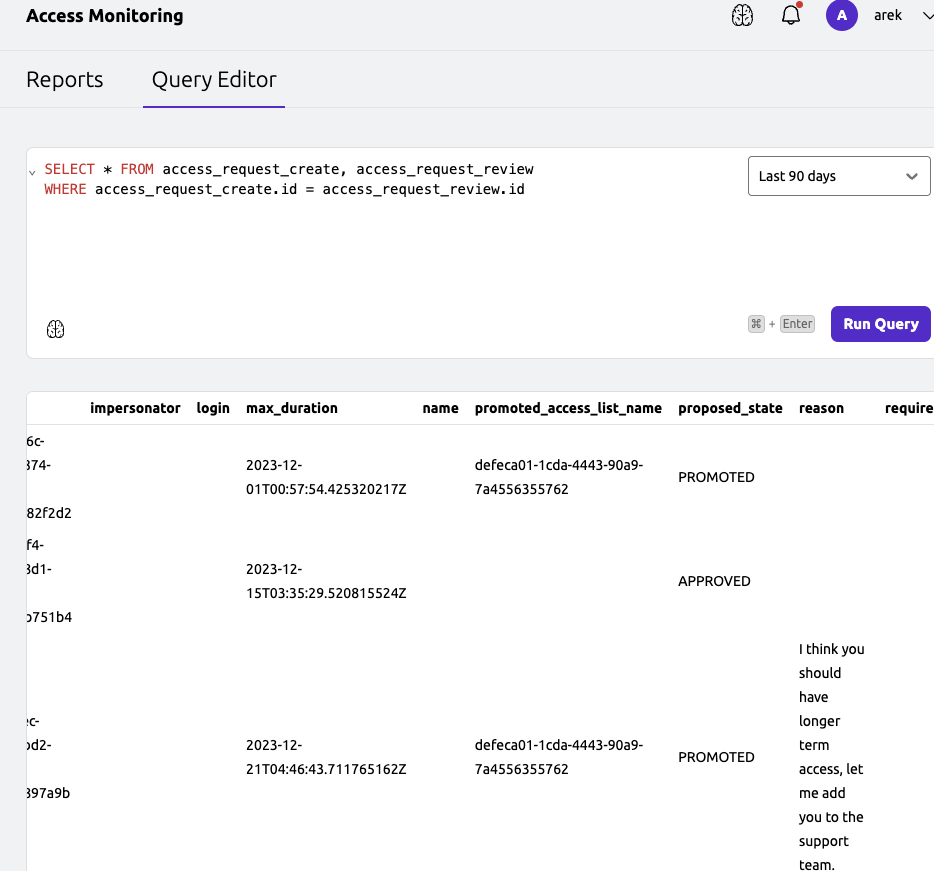 Access Monitoring
A
arek
Reports
Query Editor
SELECT * FROM access_request_create, access_request_review
WHERE access_request_create.id = access_request_review.id
Last 90 days
⌘ + Enter
Run Query
impersonator login max_duration name promoted_access_list_name proposed_state reason require
6c-
374-
82f2d2
2023-12-
01T00:57:54.425320217Z
defeca01-1cda-4443-90a9-
7a4556355762
PROMOTED
f4-
3d1-
b751b4
2023-12-
15T03:35:29.520815524Z
APPROVED
ec-
bd2-
397a9b
2023-12-
21T04:46:43.711765162Z
defeca01-1cda-4443-90a9-
7a4556355762
PROMOTED
I think you
should
have
longer
term
access, let
me add
you to the
support
team.